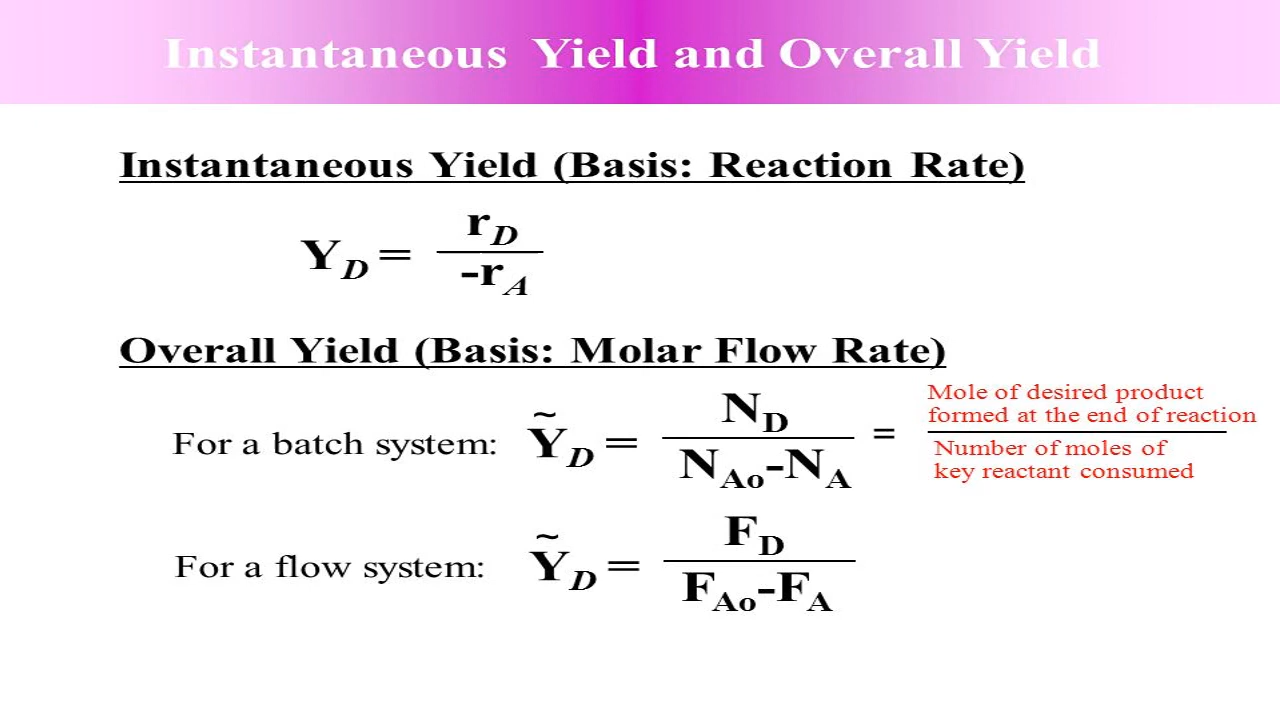 Instantaneous Yield and Overall Yield
Instantaneous Yield (Basis: Reaction Rate)
Y_D = r_D / -r_A
Overall Yield (Basis: Molar Flow Rate)
For a batch system: Ỹ_D = N_D / N_Ao-N_A =
Mole of desired product
formed at the end of reaction
Number of moles of
key reactant consumed
For a flow system: Ỹ_D = F_D / F_Ao-F_A